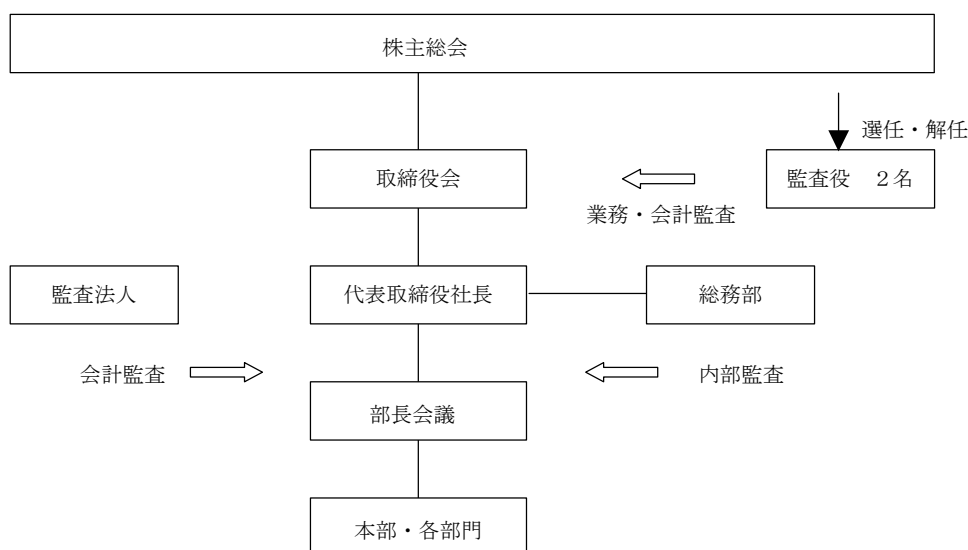 株主総会
選任・解任
取締役会
監査役　２名
業務・会計監査
監査法人
代表取締役社長
総務部
会計監査
内部監査
部長会議
本部・各部門